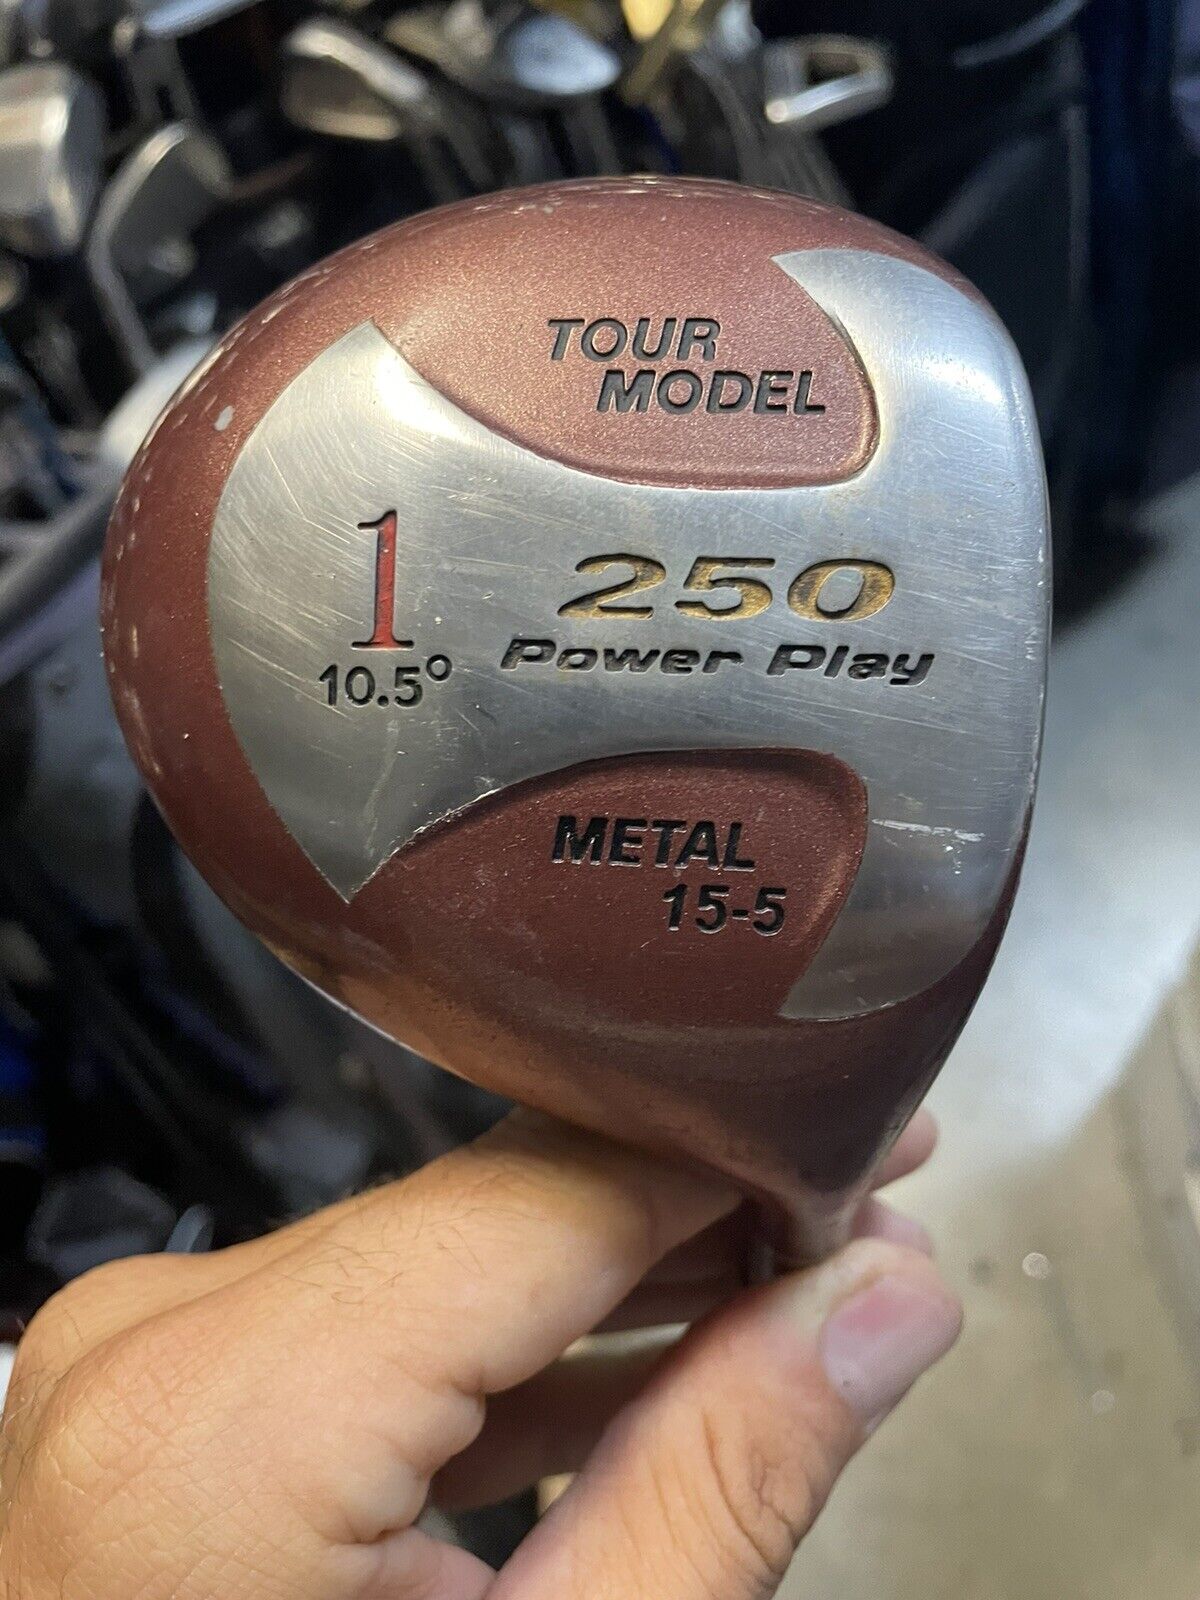 TOUR
MODEL
1
10.5°
250
Power Play
METAL
15-5